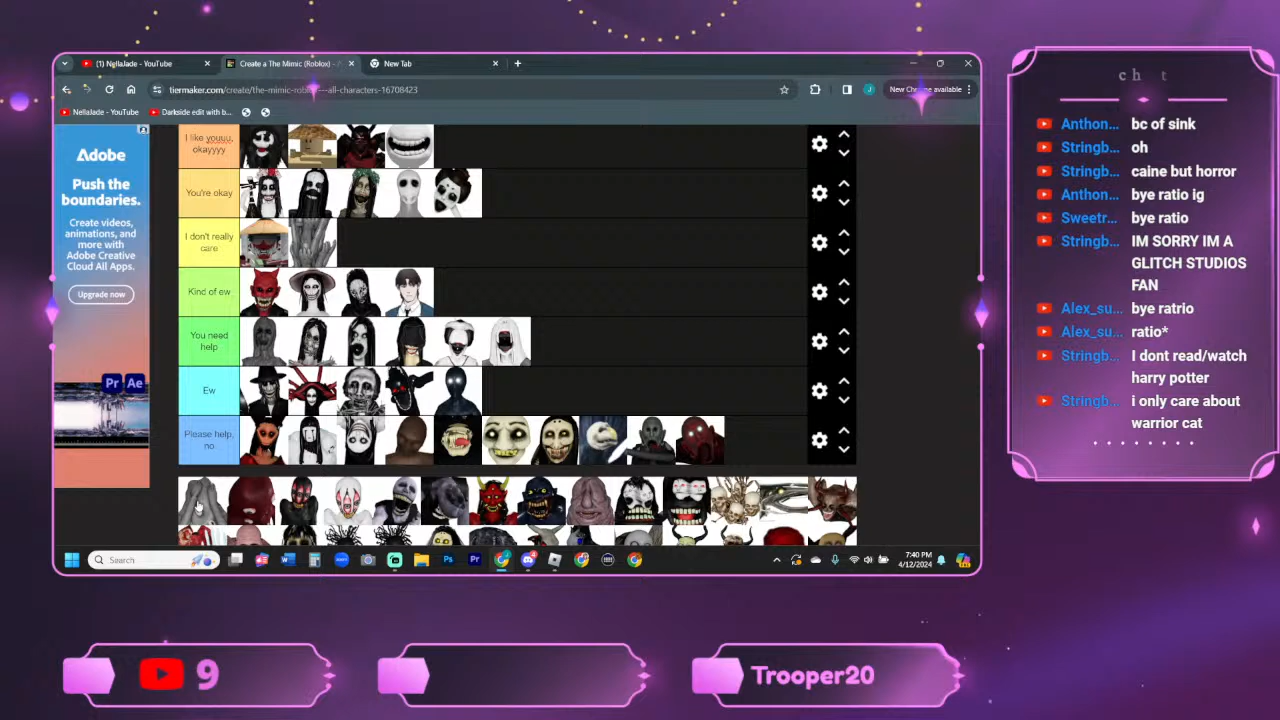 (1) NellaJade - YouTube
Create a The Mimic (Roblox) -
New Tab
tiermaker.com/create/the-mimic-roblox---all-characters-16708423
New Chrome available
NellaJade - YouTube
Darkside edit with b...
Adobe
Push the
boundaries.
Create videos,
animations, and
more with
Adobe Creative
Cloud All Apps.
Upgrade now
Pr Ae
I like youuu,
okayyyy
You're okay
I don't really
care
Kind of ew
You need
help
Ew
Please help,
no
Search
7:40 PM
4/12/2024
ch t
Anthon... bc of sink
Stringb... oh
Stringb... caine but horror
Anthon... bye ratio ig
Sweetr... bye ratio
Stringb... IM SORRY IM A
GLITCH STUDIOS
FAN
Alex_su... bye ratrio
Alex_su... ratio*
Stringb... I dont read/watch
harry potter
Stringb... i only care about
warrior cat
9
Trooper20